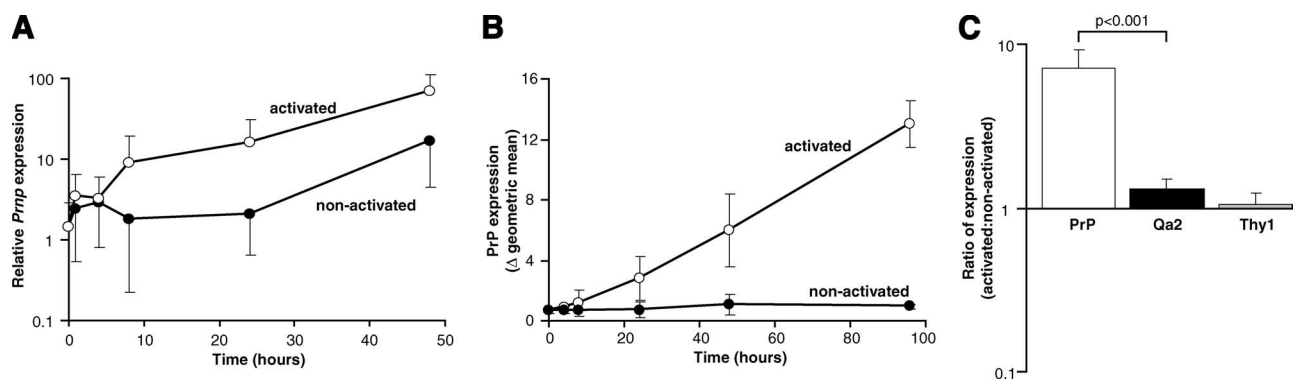 A
Relative Prnp expression
100
10
1
0.1
activated
non-activated
0
10
20
30
40
50
Time (hours)
B
PrP expression
(Δ geometric mean)
16
12
8
4
0
activated
non-activated
0
20
40
60
80
100
Time (hours)
C
p<0.001
Ratio of expression
(activated:non-activated)
10
1
0.1
PrP
Qa2
Thy1